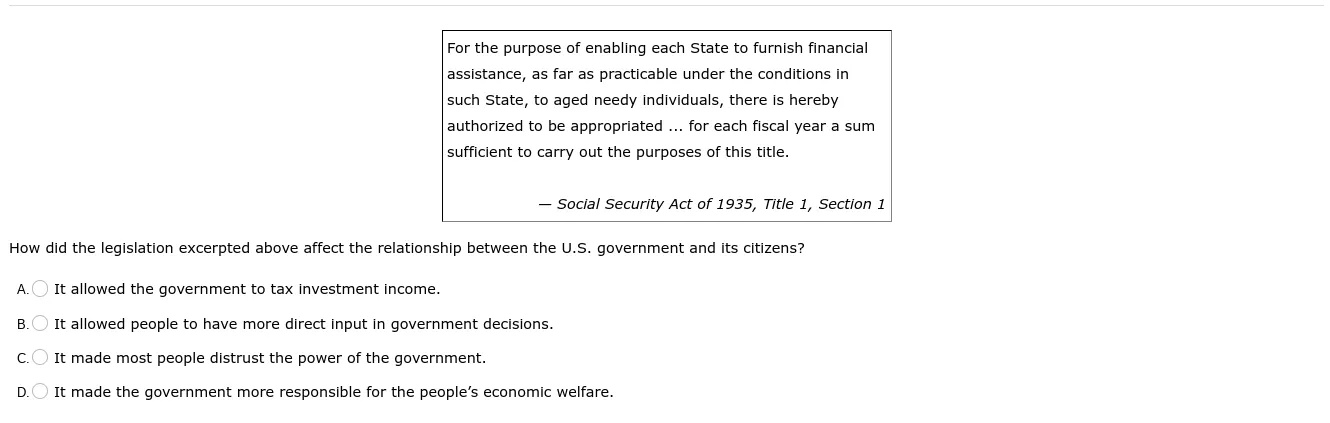 For the purpose of enabling each State to furnish financial
assistance, as far as practicable under the conditions in
such State, to aged needy individuals, there is hereby
authorized to be appropriated ... for each fiscal year a sum
sufficient to carry out the purposes of this title.
— Social Security Act of 1935, Title 1, Section 1
How did the legislation excerpted above affect the relationship between the U.S. government and its citizens?
A. It allowed the government to tax investment income.
B. It allowed people to have more direct input in government decisions.
C. It made most people distrust the power of the government.
D. It made the government more responsible for the people’s economic welfare.